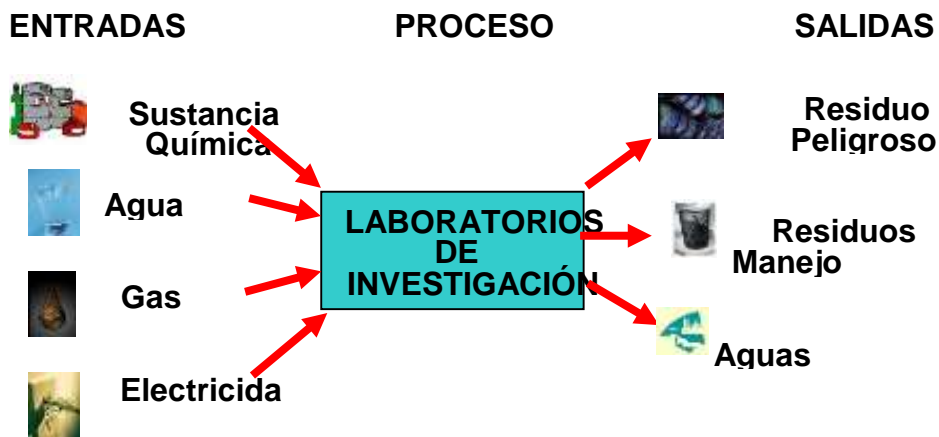 ENTRADAS
PROCESO
SALIDAS
Sustancia
Química
Agua
Gas
Electricida
LABORATORIOS
DE
INVESTIGACIÓN
Residuo
Peligroso
Residuos
Manejo
Aguas